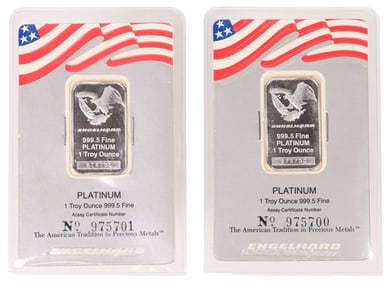 ENGELHARD
999.5 Fine
PLATINUM
1 Troy Ounce
PLATINUM
1 Troy Ounce 999.5 Fine
Assay Certificate Number
No 975701
The American Tradition in Precious Metals™
ENGELHARD
999.5 Fine
PLATINUM
1 Troy Ounce
PLATINUM
1 Troy Ounce 999.5 Fine
Assay Certificate Number
No 975700
The American Tradition in Precious Metals™
ENGELHARD